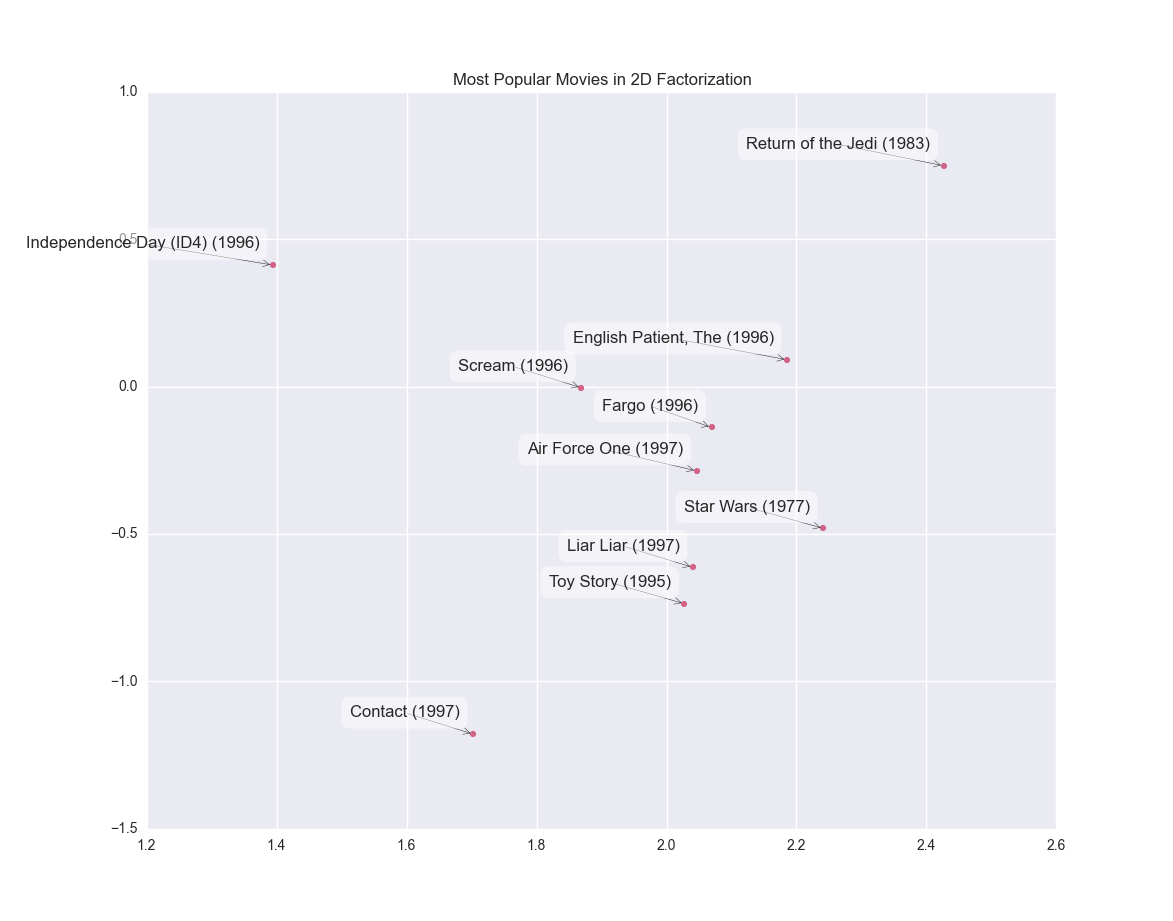 Most Popular Movies in 2D Factorization
1.0
Return of the Jedi (1983)
0.5
Independence Day (ID4) (1996)
English Patient, The (1996)
Scream (1996)
0.0
Fargo (1996)
Air Force One (1997)
Star Wars (1977)
−0.5
Liar Liar (1997)
Toy Story (1995)
−1.0
Contact (1997)
−1.5
1.2 1.4 1.6 1.8 2.0 2.2 2.4 2.6